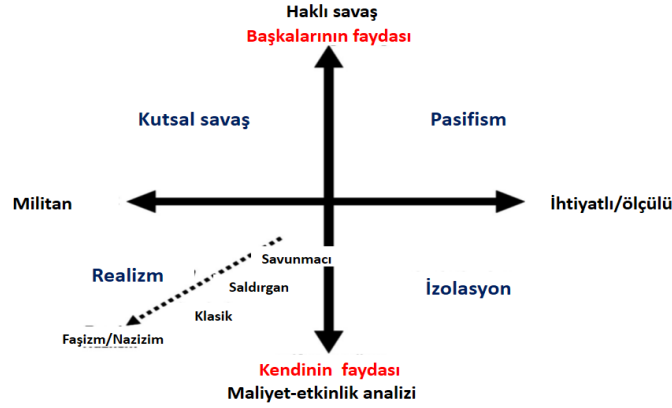 Haklı savaş
Başkalarının faydası
Kutsal savaş
Pasifism
Militan
İhtiyatlı/ölçülü
Savunmacı
Realizm
Saldırgan
İzolasyon
Klasik
Faşizm/Nazizim
Kendinin faydası
Maliyet-etkinlik analizi